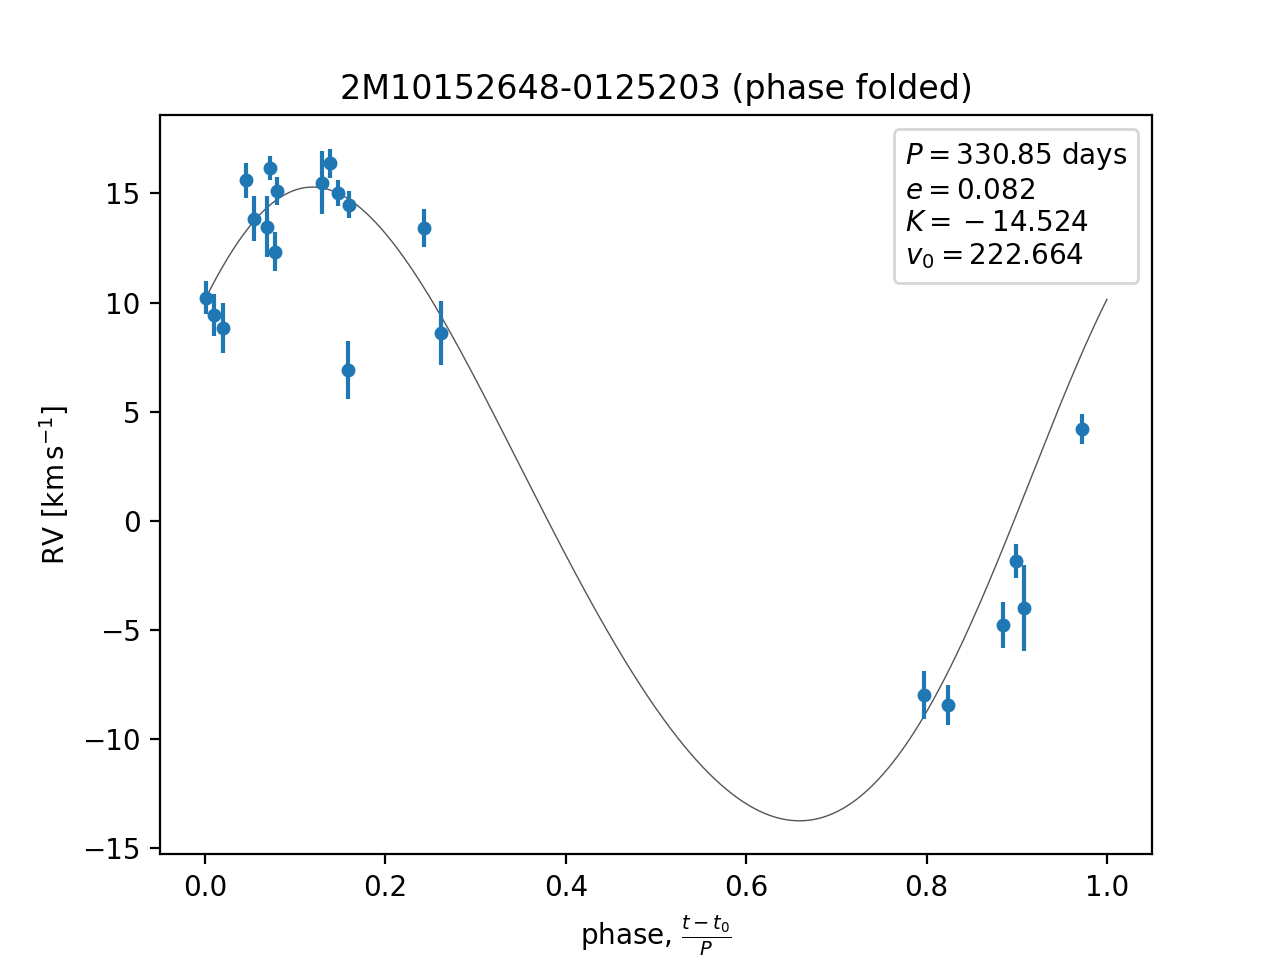 2M10152648-0125203 (phase folded)
P = 330.85 days
e = 0.082
K = −14.524
v₀ = 222.664
RV [km s⁻¹]
15
10
5
0
−5
−10
−15
0.0 0.2 0.4 0.6 0.8 1.0
phase, (t − t₀)/P